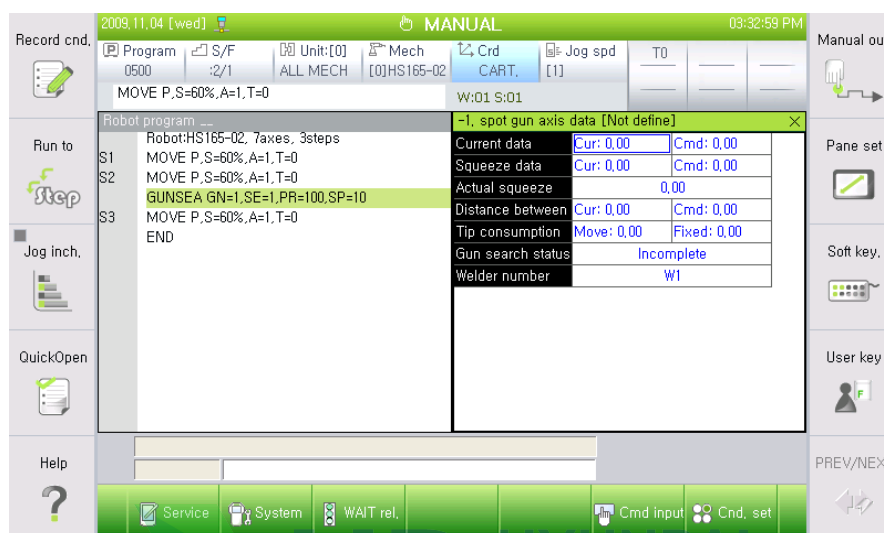 2009,11,04 [wed]
MANUAL
03:32:59 PM
Record cnd,
Run to
Step
Jog inch,
QuickOpen
Help
?
P Program
0500
S/F
:2/1
Unit:[0]
ALL MECH
Mech
[0]HS165-02
Crd
CART,
Jog spd
[1]
T0
MOVE P,S=60%,A=1,T=0
W:01 S:01
Robot program __
Robot:HS165-02, 7axes, 3steps
S1 MOVE P,S=60%,A=1,T=0
S2 MOVE P,S=60%,A=1,T=0
GUNSEA GN=1,SE=1,PR=100,SP=10
S3 MOVE P,S=60%,A=1,T=0
END
-1, spot gun axis data [Not define]
Current data Cur: 0,00 Cmd: 0,00
Squeeze data Cur: 0,00 Cmd: 0,00
Actual squeeze 0,00
Distance between Cur: 0,00 Cmd: 0,00
Tip consumption Move: 0,00 Fixed: 0,00
Gun search status Incomplete
Welder number W1
Manual ou
Pane set
Soft key,
User key
F
PREV/NEX
Service
System
WAIT rel,
Cmd input
Cnd, set